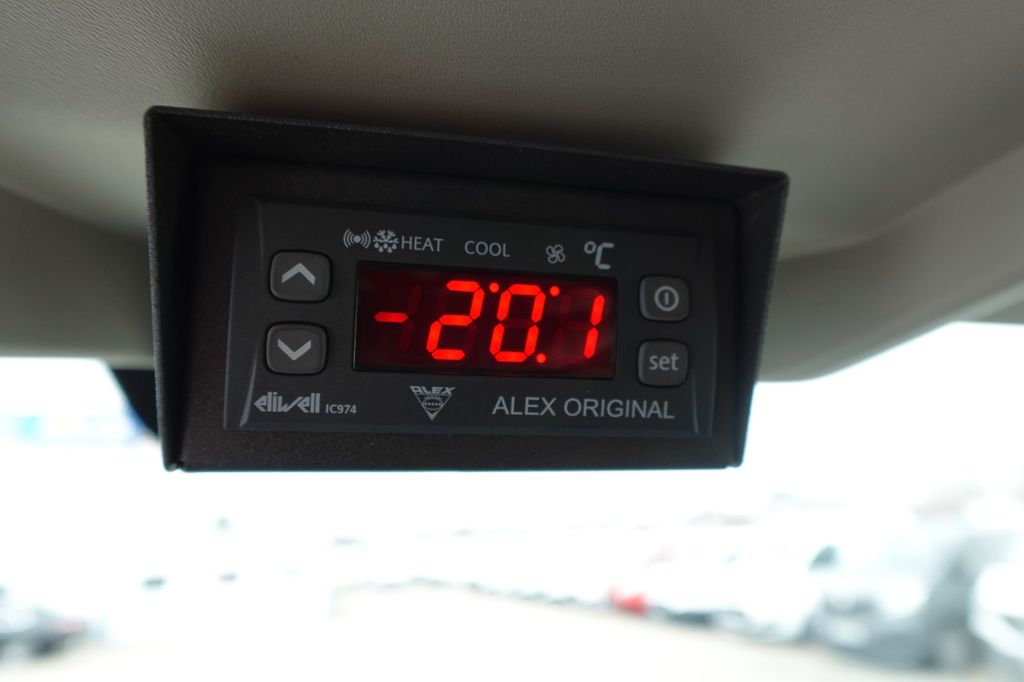 HEAT COOL °C
-20.1
set
eliwell IC974
ALEX
ALEX ORIGINAL